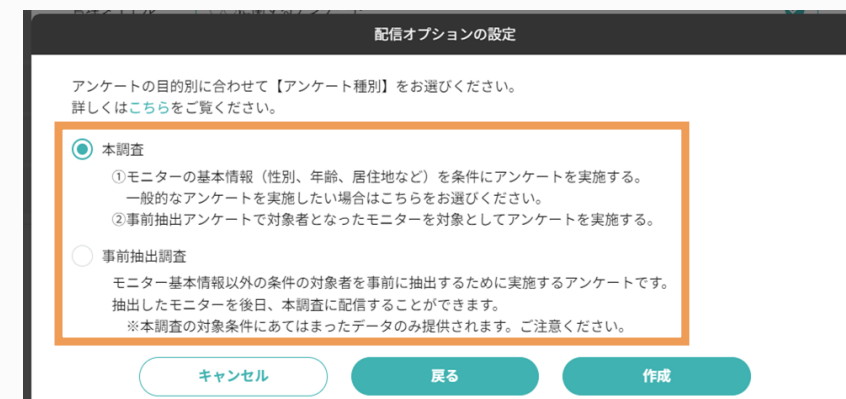 配信オプションの設定
アンケートの目的別に合わせて【アンケート種別】をお選びください。
詳しくはこちらをご覧ください。
本調査
①モニターの基本情報（性別、年齢、居住地など）を条件にアンケートを実施する。
一般的なアンケートを実施したい場合はこちらをお選びください。
②事前抽出アンケートで対象者となったモニターを対象としてアンケートを実施する。
事前抽出調査
モニター基本情報以外の条件の対象者を事前に抽出するために実施するアンケートです。
抽出したモニターを後日、本調査に配信することができます。
※本調査の対象条件にあてはまったデータのみ提供されます。ご注意ください。
キャンセル 戻る 作成